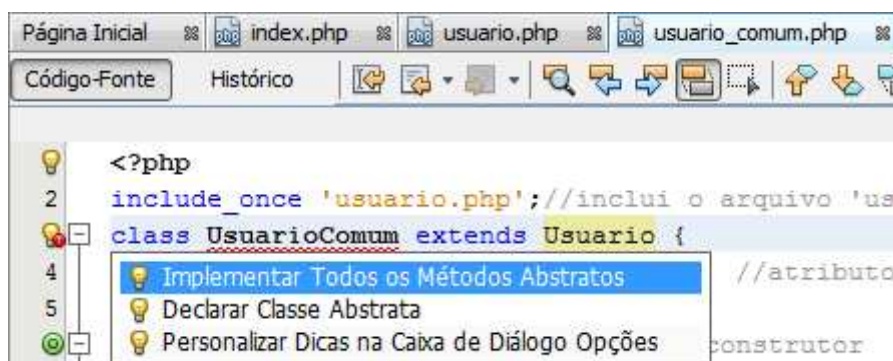 Página Inicial index.php usuario.php usuario_comum.php
Código-Fonte Histórico
<?php
2 include_once 'usuario.php';//inclui o arquivo 'us
class UsuarioComum extends Usuario {
4 //atributo
5
Implementar Todos os Métodos Abstratos
Declarar Classe Abstrata
Personalizar Dicas na Caixa de Diálogo Opções construtor